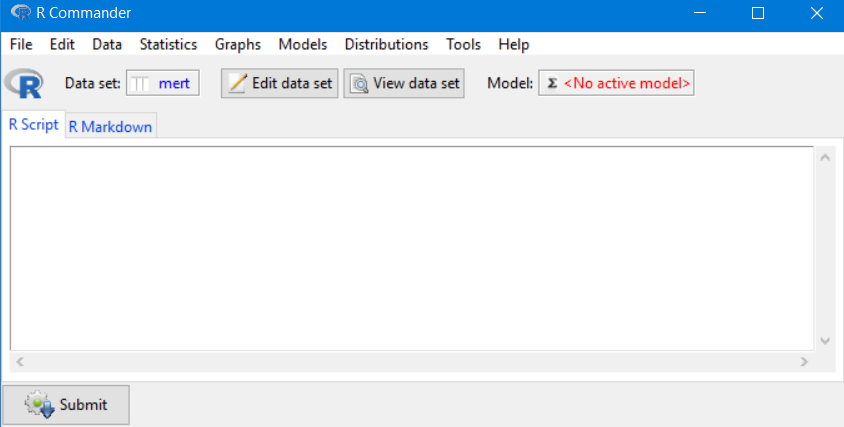 R Commander
File Edit Data Statistics Graphs Models Distributions Tools Help
R Data set: mert Edit data set View data set Model: Σ <No active model>
R Script R Markdown
Submit